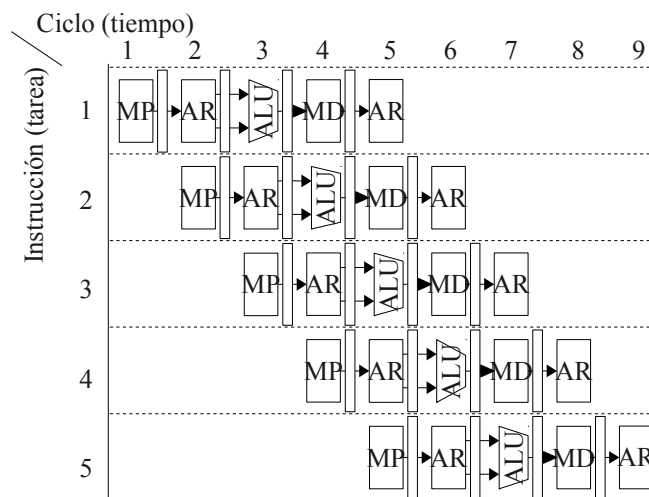 Ciclo (tiempo)
1 2 3 4 5 6 7 8 9
Instrucción (tarea)
1 MP AR ALU MD AR
2 MP AR ALU MD AR
3 MP AR ALU MD AR
4 MP AR ALU MD AR
5 MP AR ALU MD AR